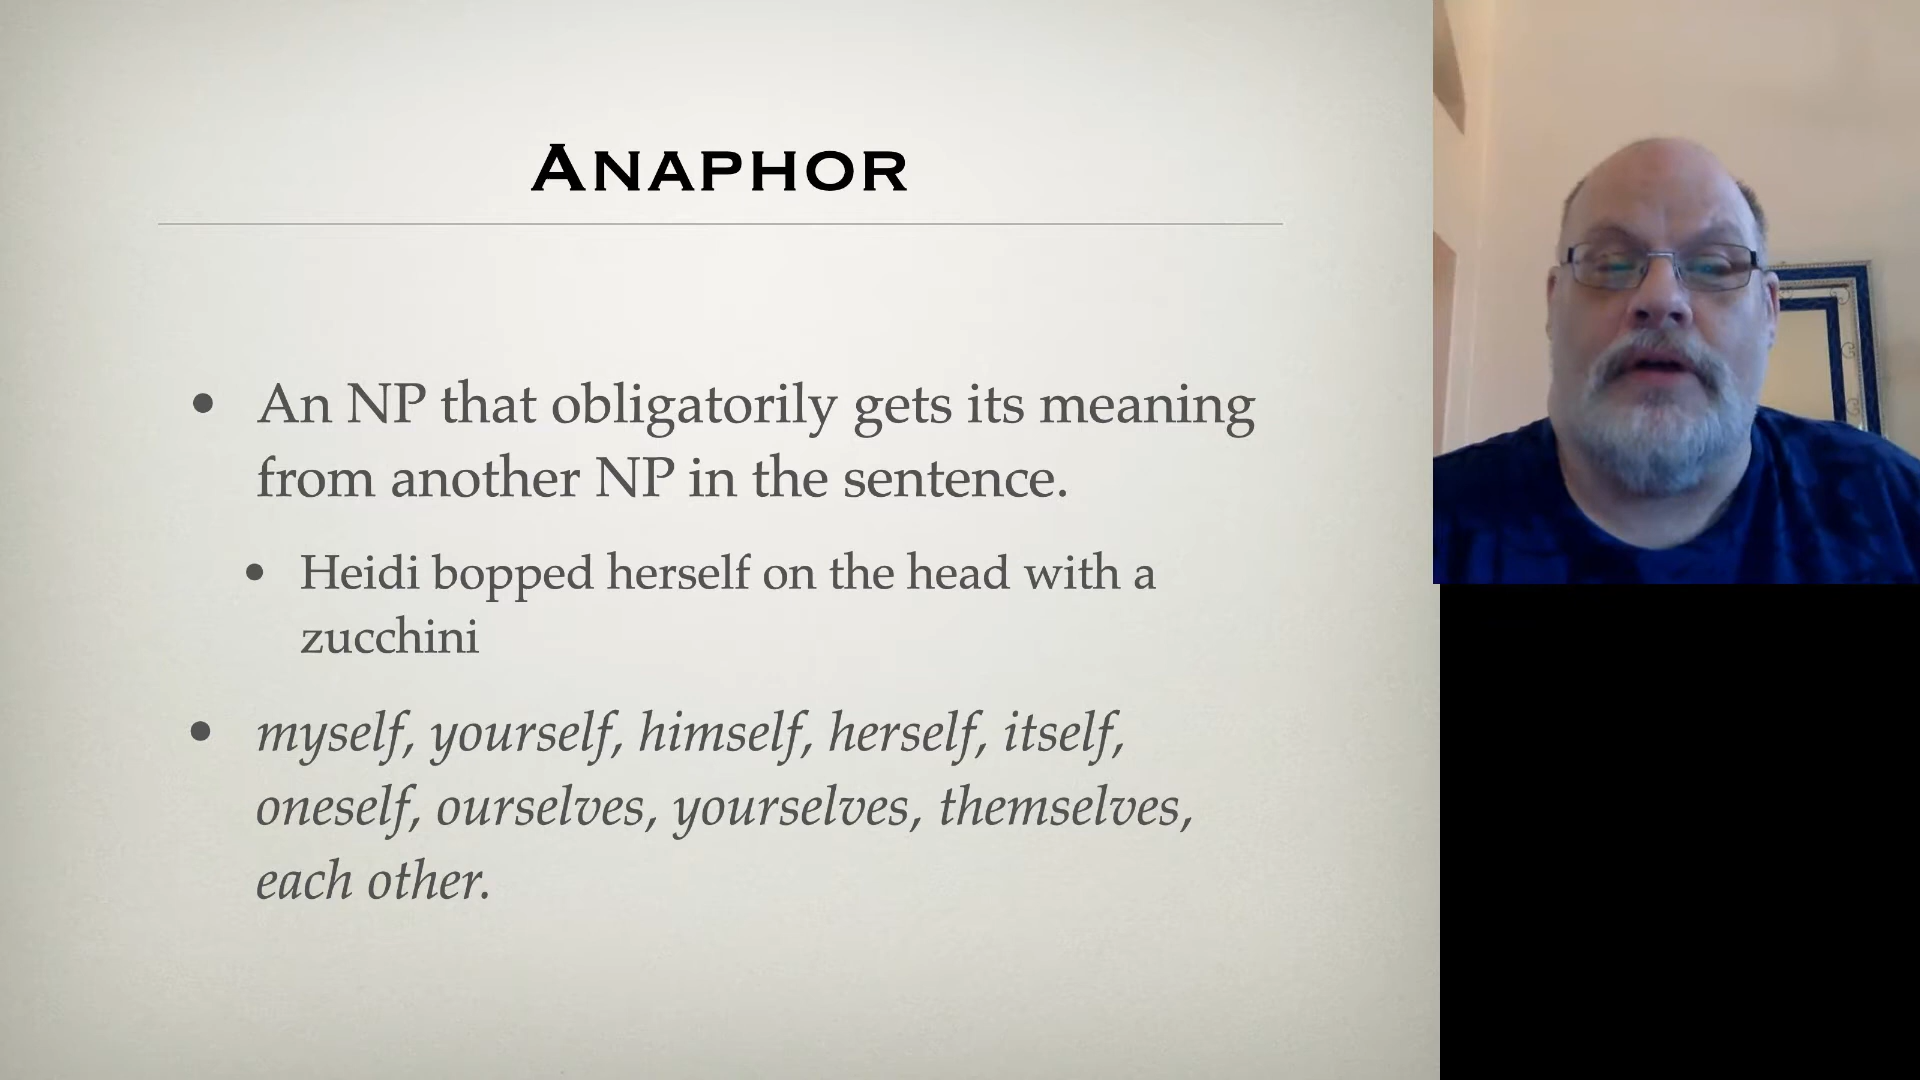 ANAPHOR
• An NP that obligatorily gets its meaning
from another NP in the sentence.
• Heidi bopped herself on the head with a
zucchini
• myself, yourself, himself, herself, itself,
oneself, ourselves, yourselves, themselves,
each other.